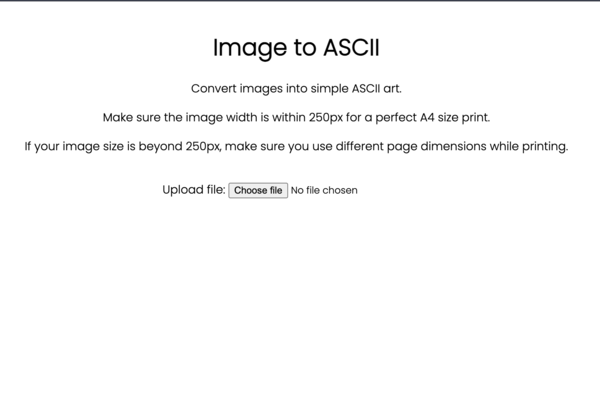 Image to ASCII
Convert images into simple ASCII art.
Make sure the image width is within 250px for a perfect A4 size print.
If your image size is beyond 250px, make sure you use different page dimensions while printing.
Upload file: Choose file No file chosen